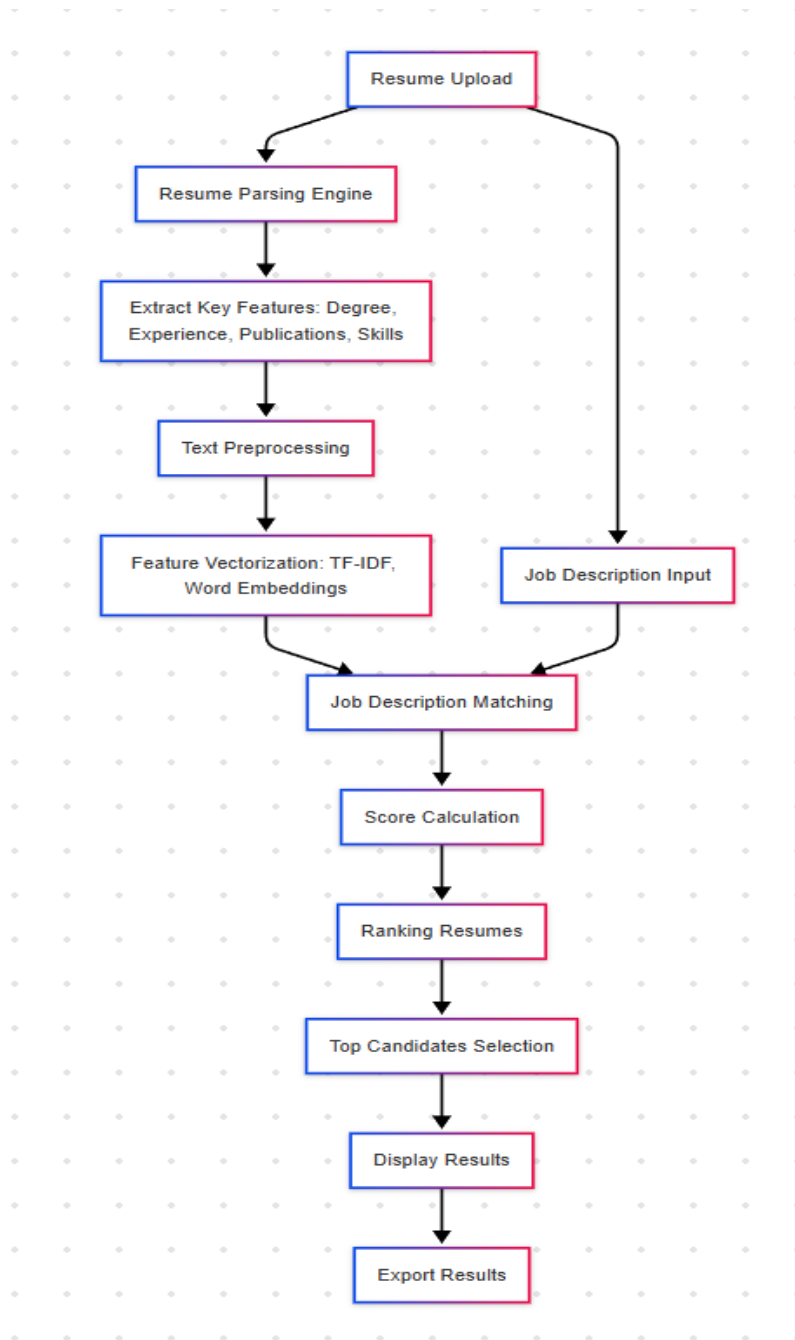 Resume Upload
Resume Parsing Engine
Extract Key Features: Degree,
Experience, Publications, Skills
Text Preprocessing
Feature Vectorization: TF-IDF,
Word Embeddings
Job Description Input
Job Description Matching
Score Calculation
Ranking Resumes
Top Candidates Selection
Display Results
Export Results